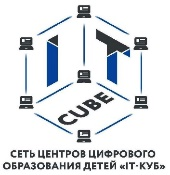 IT
CUBE
СЕТЬ ЦЕНТРОВ ЦИФРОВОГО
ОБРАЗОВАНИЯ ДЕТЕЙ «IT-КУБ»